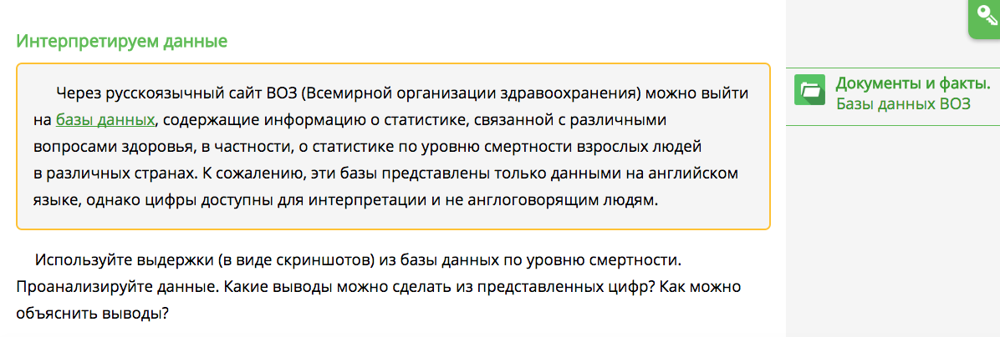 Интерпретируем данные
Через русскоязычный сайт ВОЗ (Всемирной организации здравоохранения) можно выйти
на базы данных, содержащие информацию о статистике, связанной с различными
вопросами здоровья, в частности, о статистике по уровню смертности взрослых людей
в различных странах. К сожалению, эти базы представлены только данными на английском
языке, однако цифры доступны для интерпретации и не англоговорящим людям.
Используйте выдержки (в виде скриншотов) из базы данных по уровню смертности.
Проанализируйте данные. Какие выводы можно сделать из представленных цифр? Как можно
объяснить выводы?
Документы и факты.
Базы данных ВОЗ